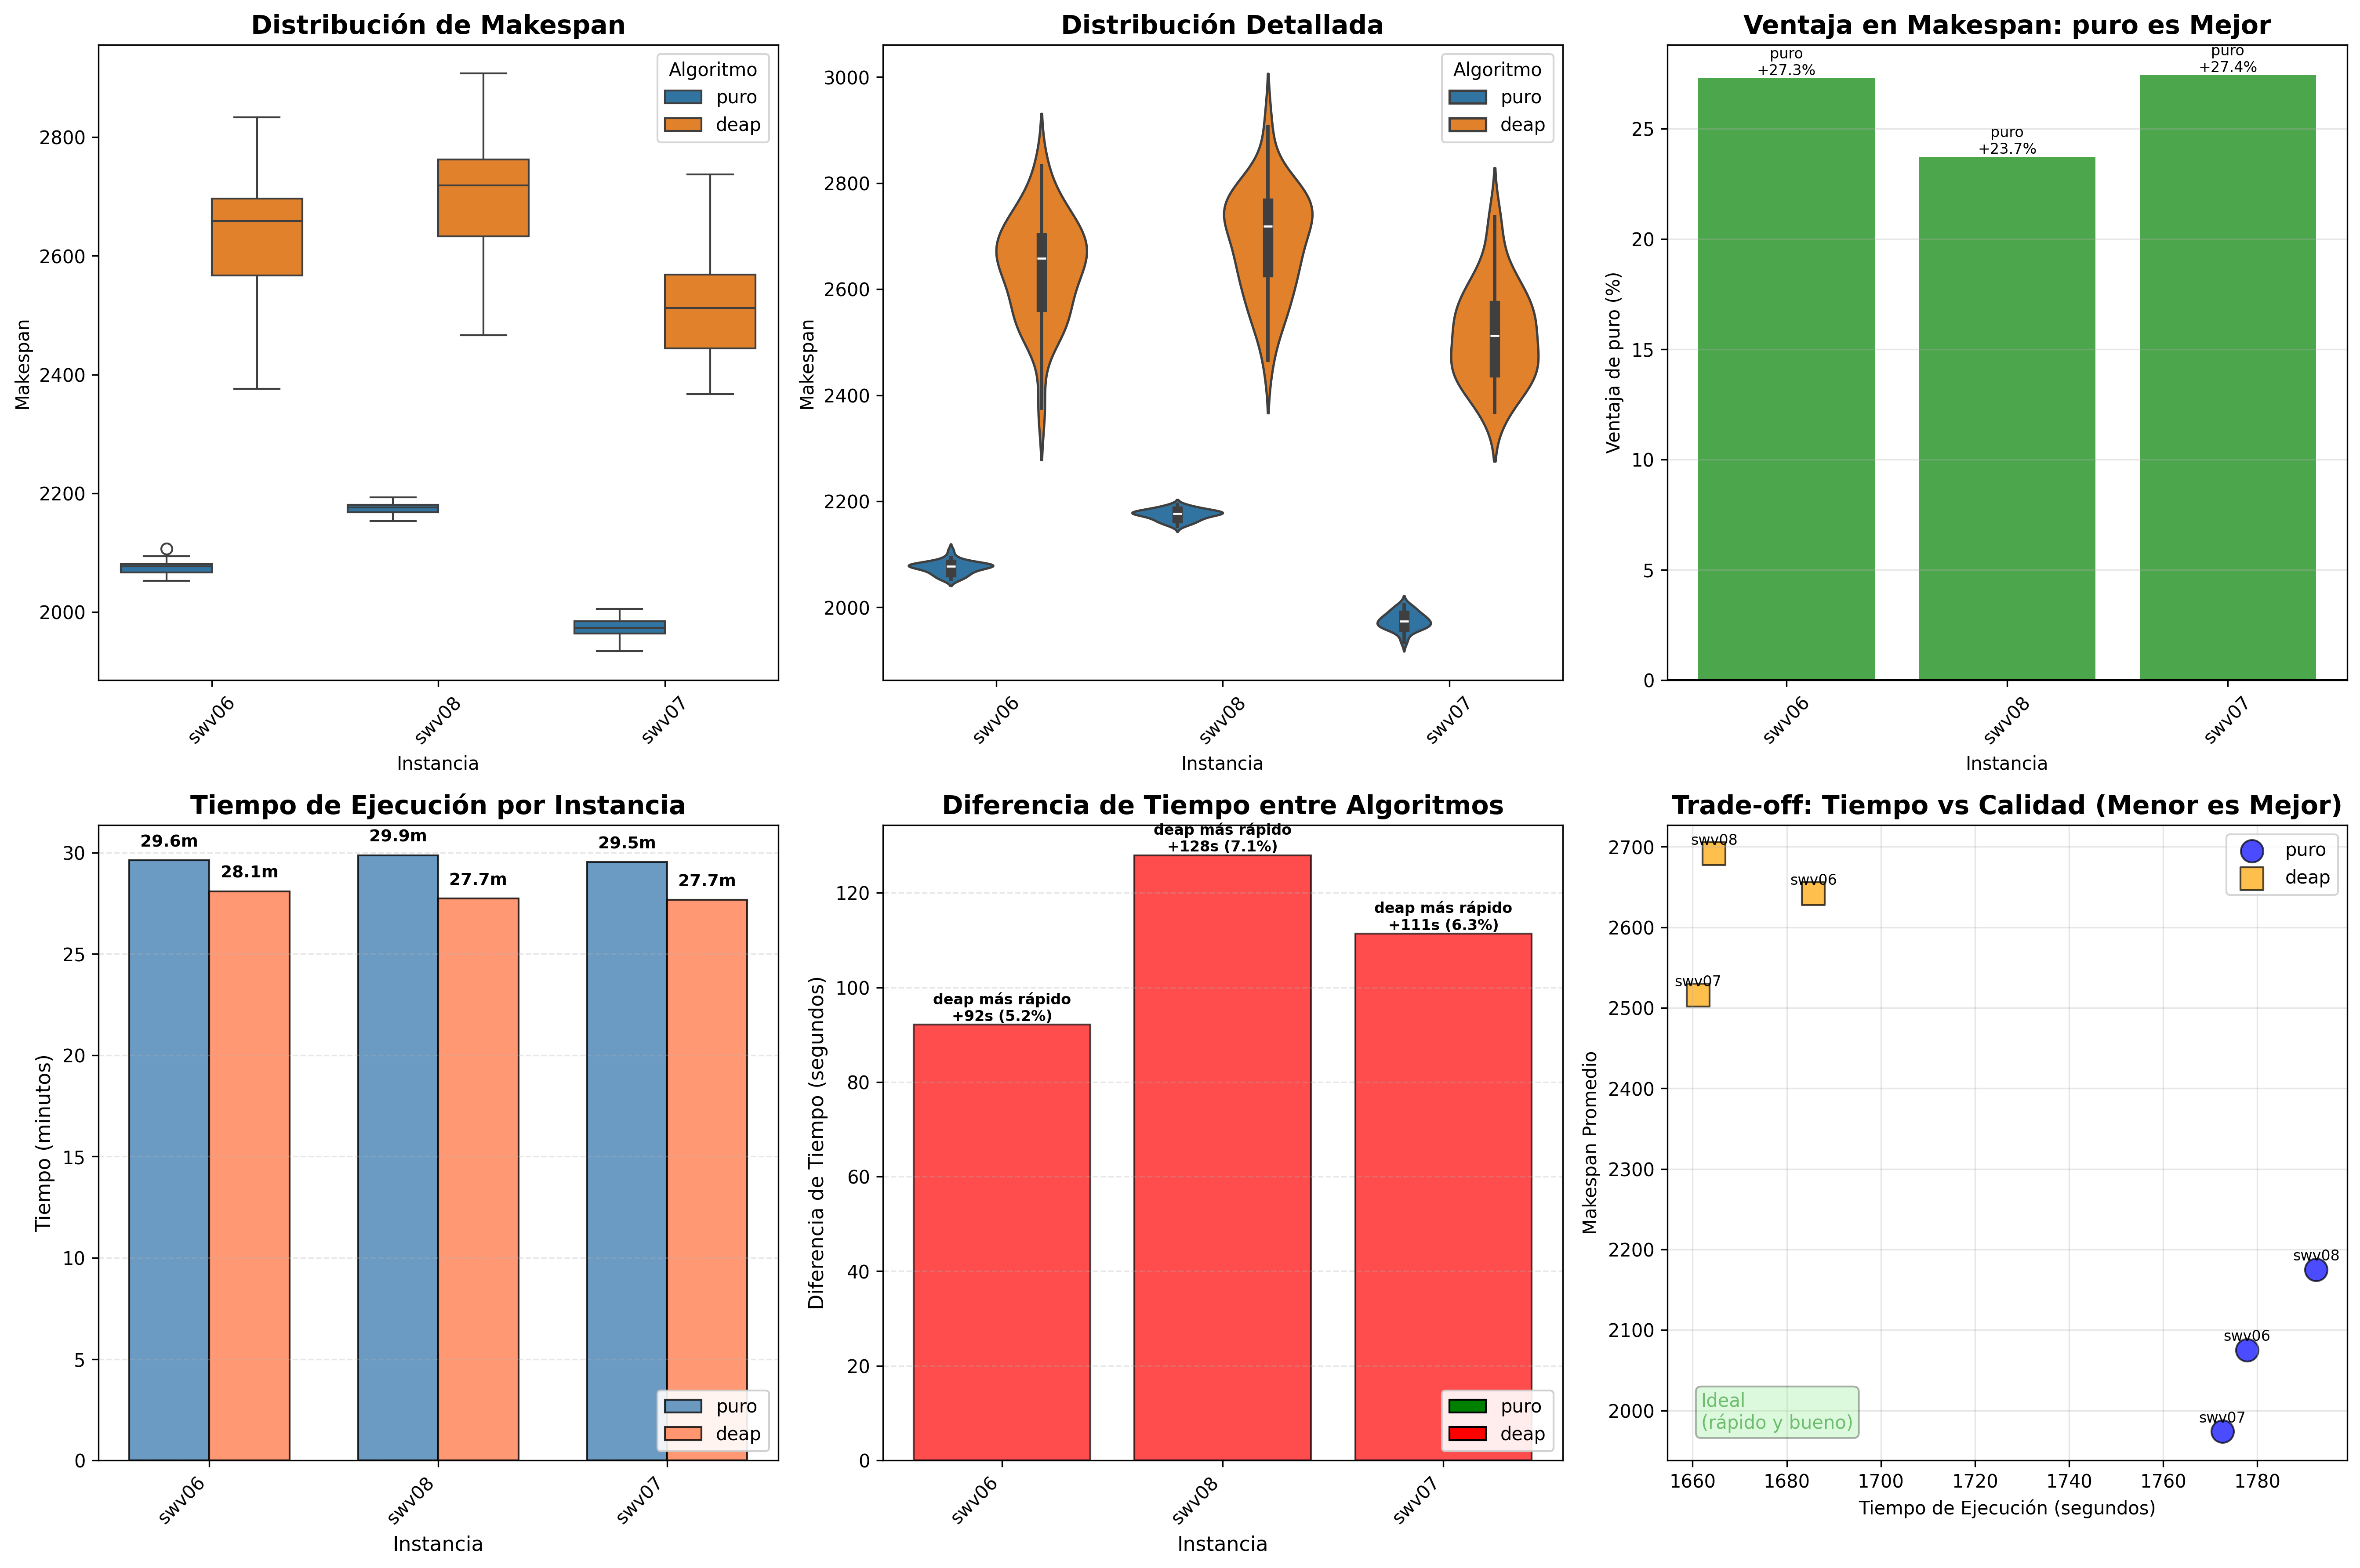 Distribución de Makespan
Makespan
2800
2600
2400
2200
2000
Algoritmo
puro
deap
swv06
swv08
swv07
Instancia
Distribución Detallada
Makespan
3000
2800
2600
2400
2200
2000
Algoritmo
puro
deap
swv06
swv08
swv07
Instancia
Ventaja en Makespan: puro es Mejor
Ventaja de puro (%)
25
20
15
10
5
0
puro
+27.3%
puro
+23.7%
puro
+27.4%
swv06
swv08
swv07
Instancia
Tiempo de Ejecución por Instancia
Tiempo (minutos)
30
25
20
15
10
5
0
29.6m
28.1m
29.9m
27.7m
29.5m
27.7m
puro
deap
swv06
swv08
swv07
Instancia
Diferencia de Tiempo entre Algoritmos
Diferencia de Tiempo (segundos)
120
100
80
60
40
20
0
deap más rápido
+92s (5.2%)
deap más rápido
+128s (7.1%)
deap más rápido
+111s (6.3%)
puro
deap
swv06
swv08
swv07
Instancia
Trade-off: Tiempo vs Calidad (Menor es Mejor)
Makespan Promedio
2700
2600
2500
2400
2300
2200
2100
2000
swv08
swv06
swv07
puro
deap
swv08
swv06
swv07
Ideal
(rápido y bueno)
1660
1680
1700
1720
1740
1760
1780
Tiempo de Ejecución (segundos)